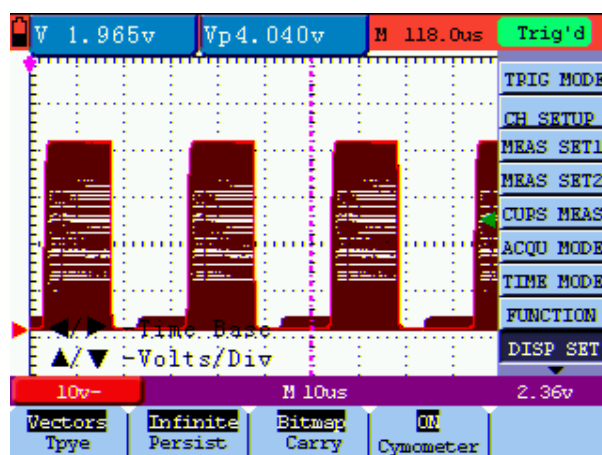 V 1.965v Vp4.040v M 118.0us Trig'd
TRIG MODE
CH SETUP
MEAS SET1
MEAS SET2
CUPS MEAS
ACQU MODE
TIME MODE
FUNCTION
DISP SET
◀/▶ -Time Base
▲/▼ -Volts/Div
10v- M 10us 2.36v
Vectors Infinite Bitmap ON
Tpye Persist Carry Cymometer